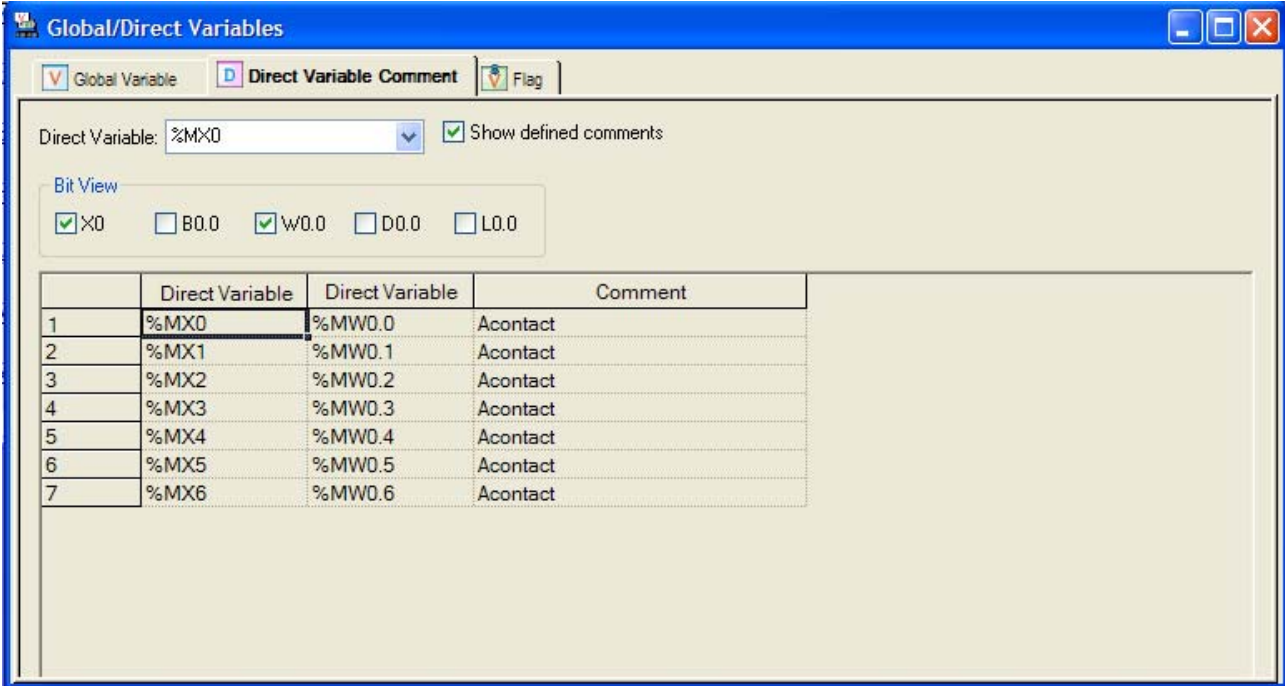 Global/Direct Variables
V Global Variable D Direct Variable Comment V Flag
Direct Variable: %MX0 Show defined comments
Bit View
X0 B0.0 W0.0 D0.0 L0.0
Direct Variable Direct Variable Comment
1 %MX0 %MW0.0 Acontact
2 %MX1 %MW0.1 Acontact
3 %MX2 %MW0.2 Acontact
4 %MX3 %MW0.3 Acontact
5 %MX4 %MW0.4 Acontact
6 %MX5 %MW0.5 Acontact
7 %MX6 %MW0.6 Acontact